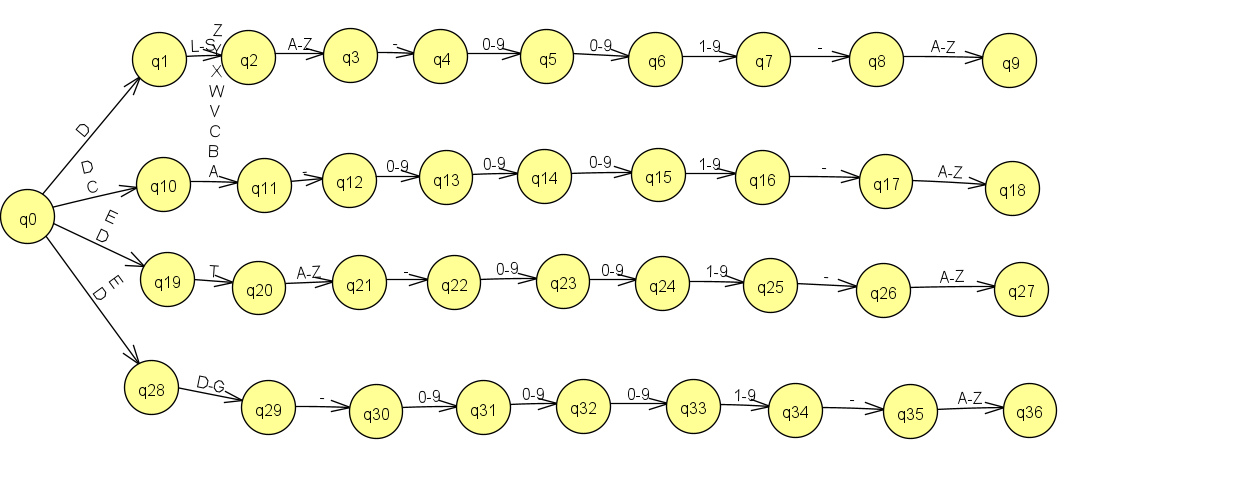 Z
q1 L-S Y q2 A-Z q3 - q4 0-9 q5 0-9 q6 1-9 q7 - q8 A-Z q9
X
W
V
D
C
B
D
C
q10 A q11 - q12 0-9 q13 0-9 q14 0-9 q15 1-9 q16 - q17 A-Z q18
q0
E
D
q19 T q20 A-Z q21 - q22 0-9 q23 0-9 q24 1-9 q25 - q26 A-Z q27
E
D
q28 D-G q29 - q30 0-9 q31 0-9 q32 0-9 q33 1-9 q34 - q35 A-Z q36